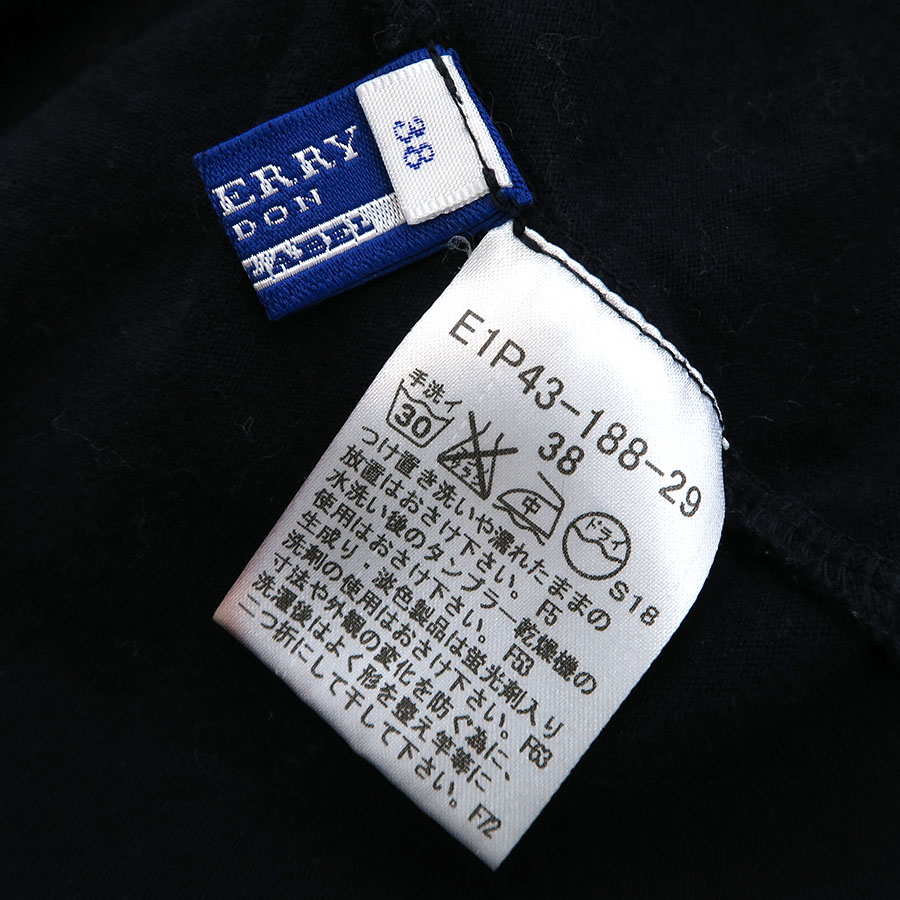 ERRY
DON
LABEL
38
E1P43-188-29
38
手洗イ
30
中
ドライ
S18
つけ置き洗いや濡れたままの
放置はおさけ下さい。F5
水洗い後のタンブラー乾燥機の
使用はおさけ下さい。F53
生成り・淡色製品は蛍光剤入り
洗剤の使用はおさけ下さい。F63
寸法や外観の変化を防ぐ為に、
洗濯後はよく形を整え竿等に
二つ折にして干して下さい。F72